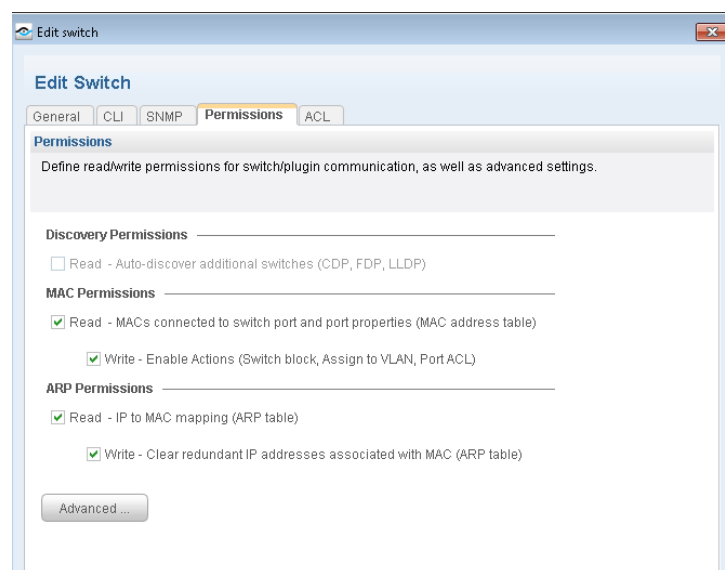 Edit switch
Edit Switch
General CLI SNMP Permissions ACL
Permissions
Define read/write permissions for switch/plugin communication, as well as advanced settings.
Discovery Permissions
Read - Auto-discover additional switches (CDP, FDP, LLDP)
MAC Permissions
Read - MACs connected to switch port and port properties (MAC address table)
Write - Enable Actions (Switch block, Assign to VLAN, Port ACL)
ARP Permissions
Read - IP to MAC mapping (ARP table)
Write - Clear redundant IP addresses associated with MAC (ARP table)
Advanced ...